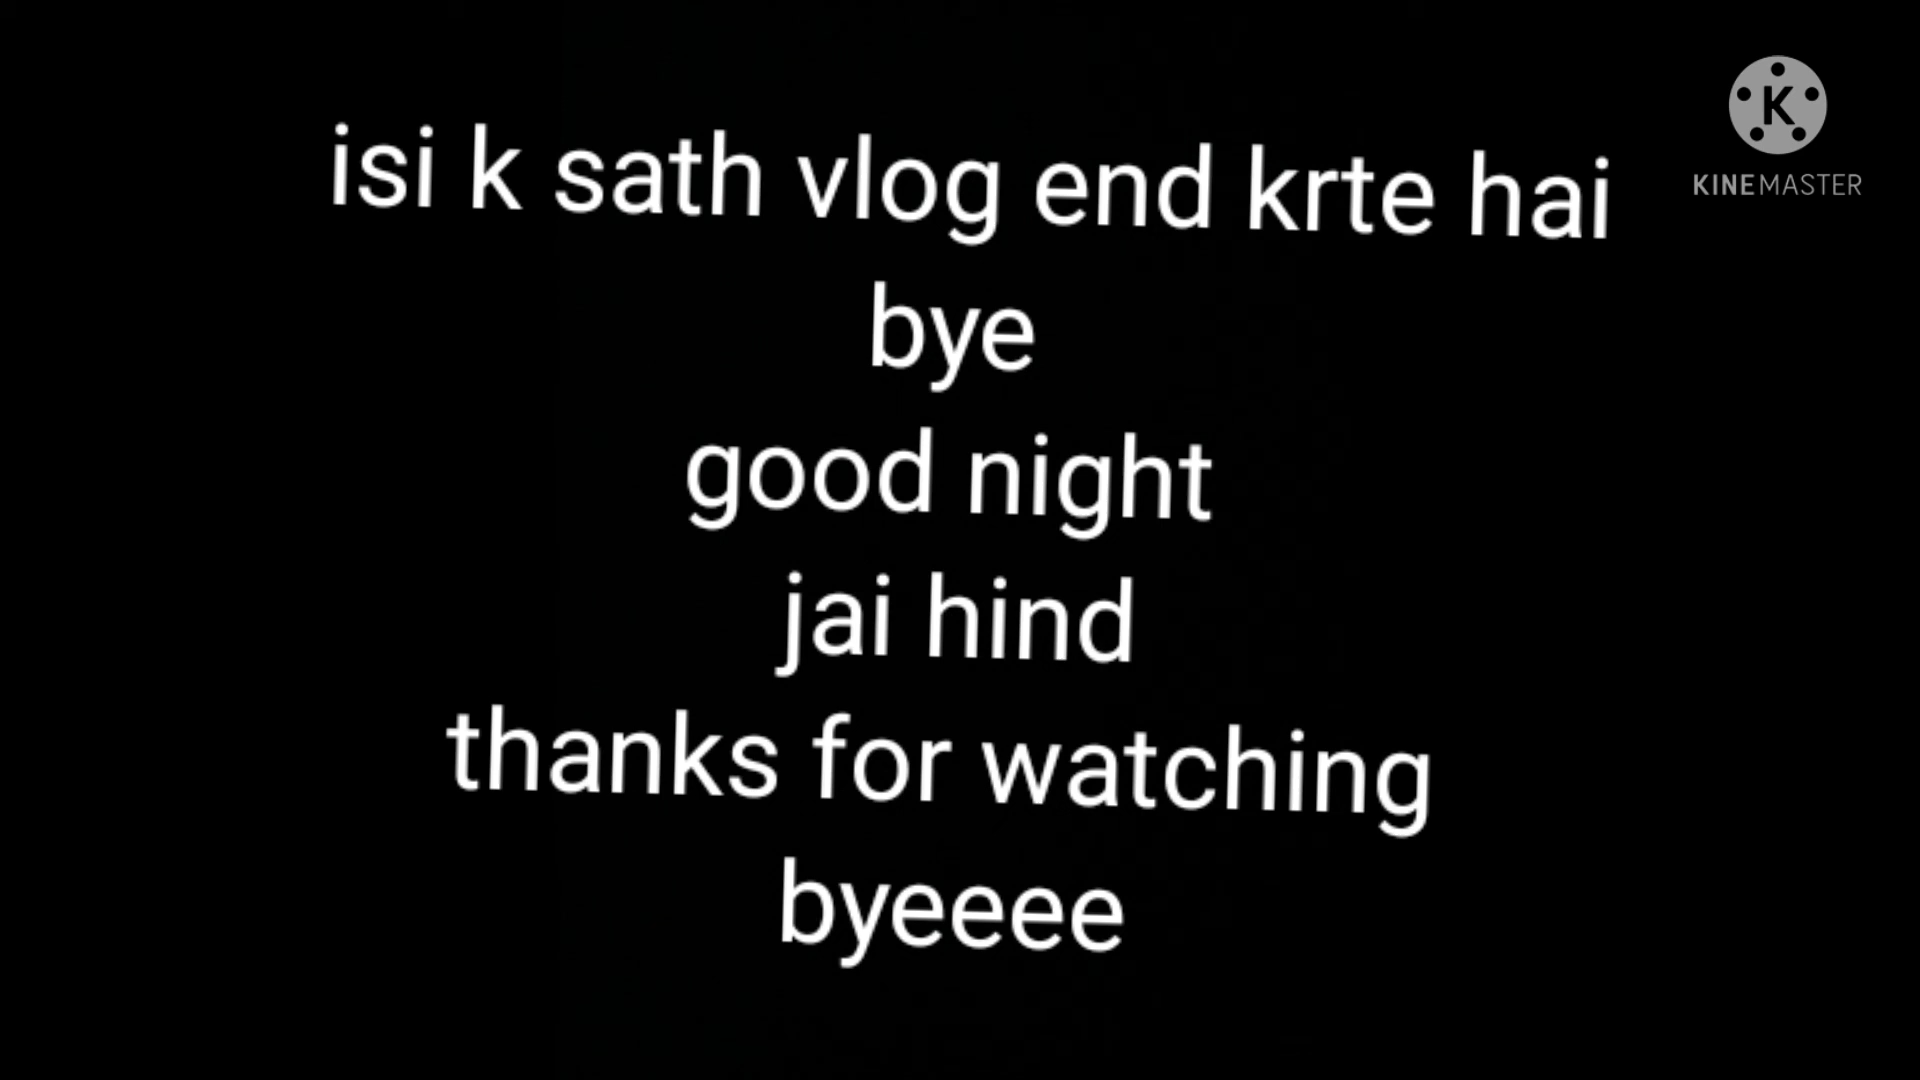 isi k sath vlog end krte hai
bye
good night
jai hind
thanks for watching
byeeee
K
KINEMASTER